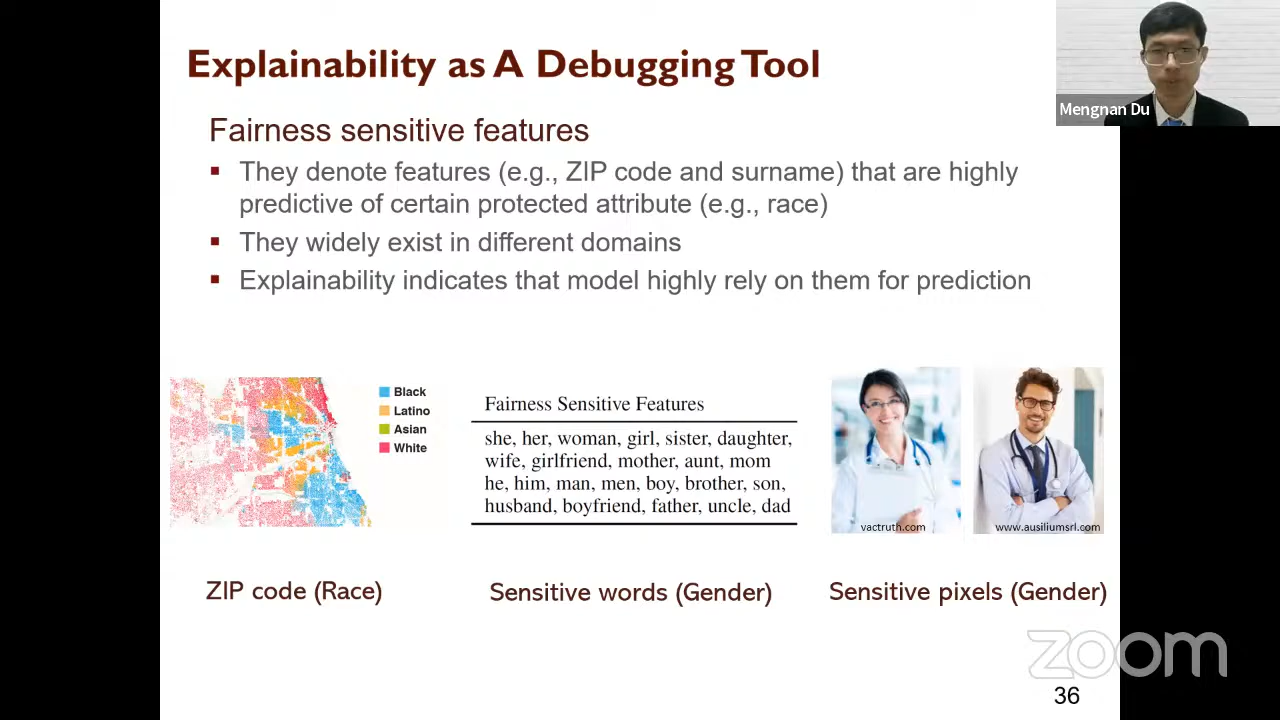 Explainability as A Debugging Tool
Mengnan Du
Fairness sensitive features
They denote features (e.g., ZIP code and surname) that are highly
predictive of certain protected attribute (e.g., race)
They widely exist in different domains
Explainability indicates that model highly rely on them for prediction
Black
Latino
Asian
White
Fairness Sensitive Features
she, her, woman, girl, sister, daughter,
wife, girlfriend, mother, aunt, mom
he, him, man, men, boy, brother, son,
husband, boyfriend, father, uncle, dad
vactruth.com
www.ausiliumsrl.com
ZIP code (Race)
Sensitive words (Gender)
Sensitive pixels (Gender)
zoom
36